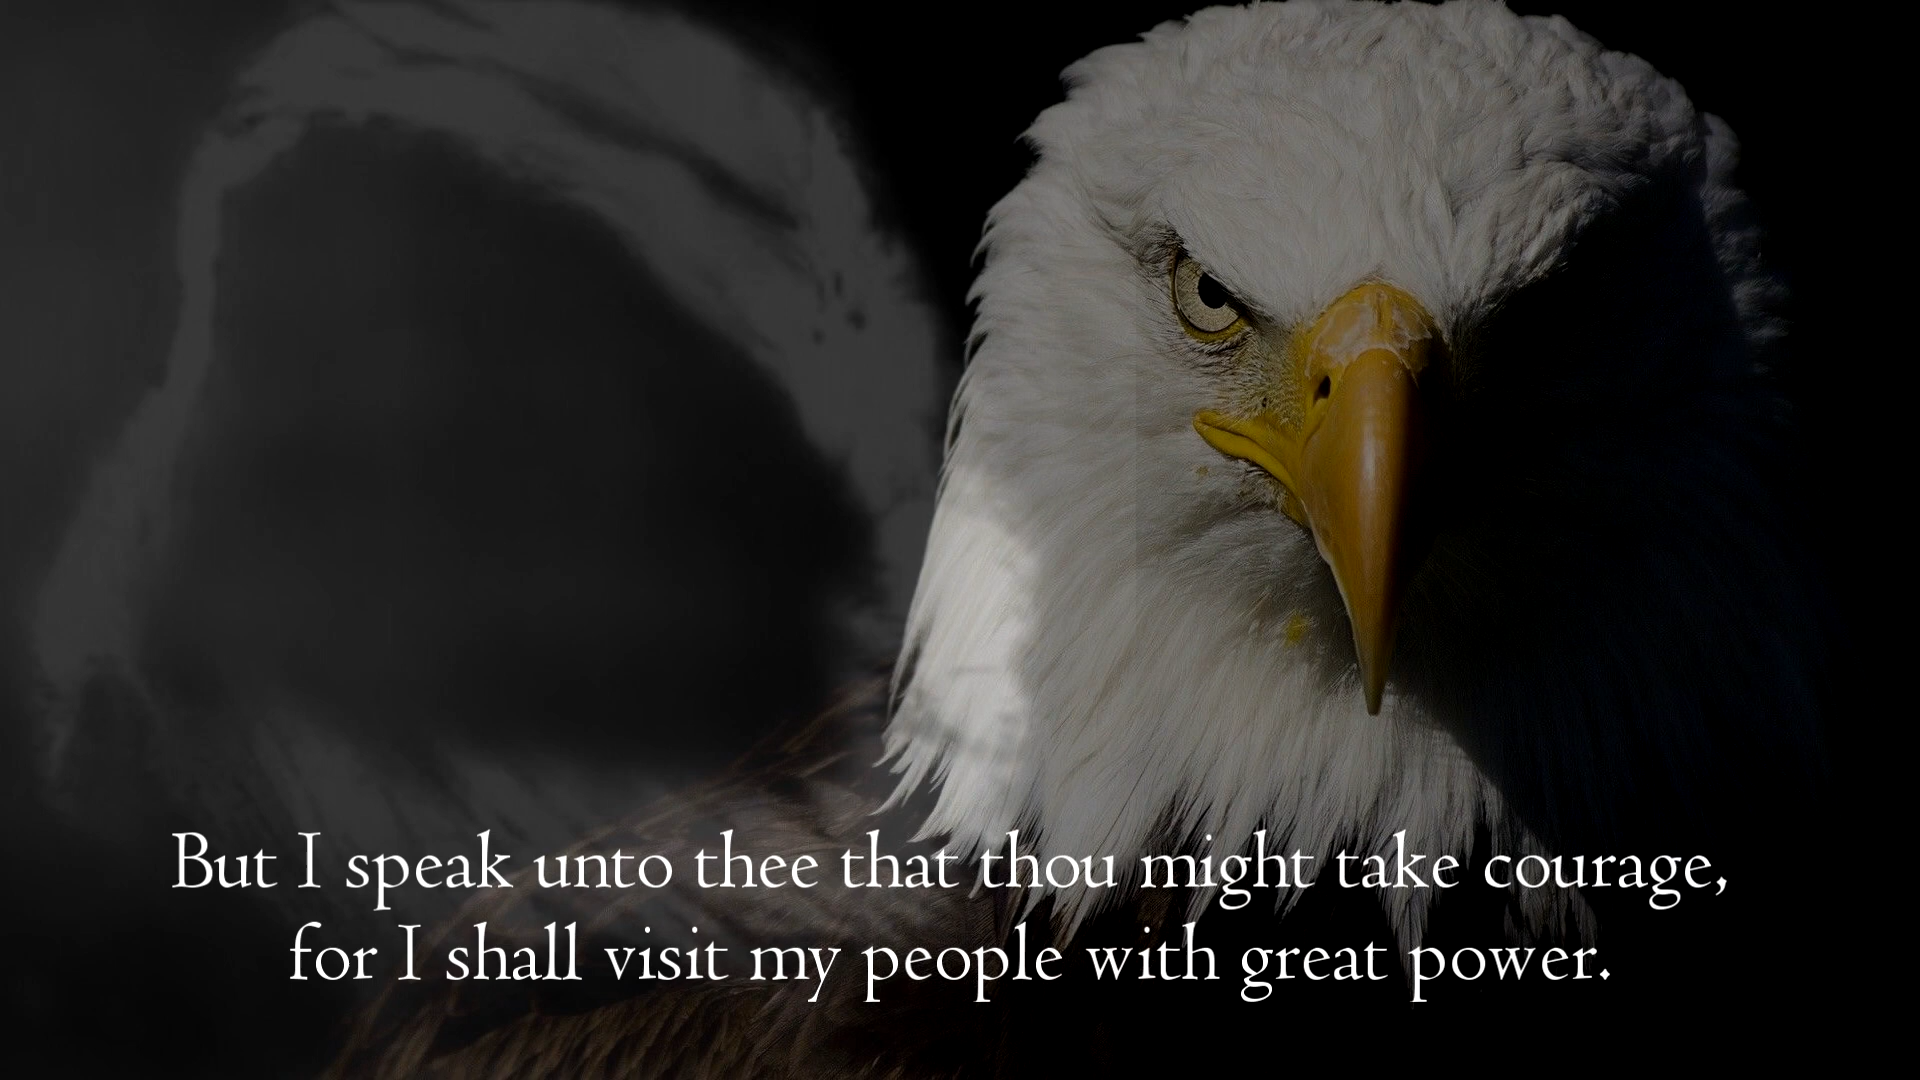 But I speak unto thee that thou might take courage,
for I shall visit my people with great power.